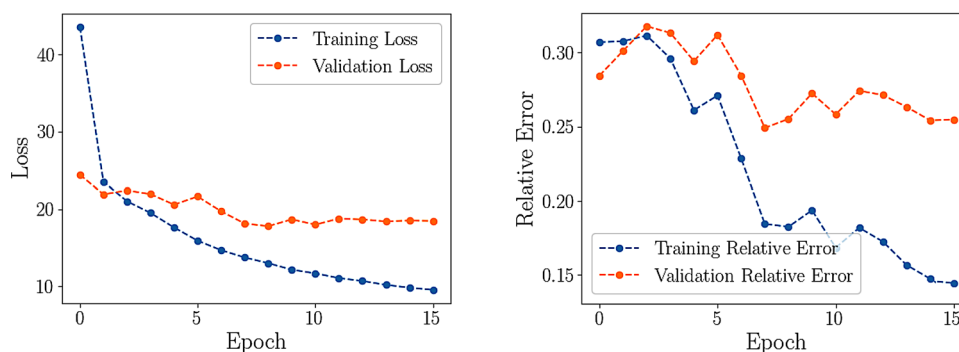 40
30
20
10
Loss
0
5
10
15
Epoch
Training Loss
Validation Loss
0.30
0.25
0.20
0.15
Relative Error
0
5
10
15
Epoch
Training Relative Error
Validation Relative Error